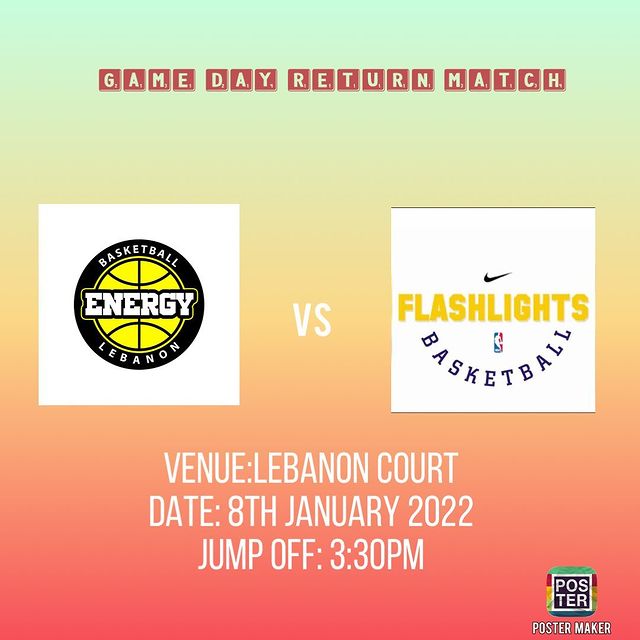 GAME DAY RETURN MATCH
BASKETBALL
ENERGY
LEBANON
VS
FLASHLIGHTS
BASKETBALL
VENUE:LEBANON COURT
DATE: 8TH JANUARY 2022
JUMP OFF: 3:30PM
POS
TER
POSTER MAKER